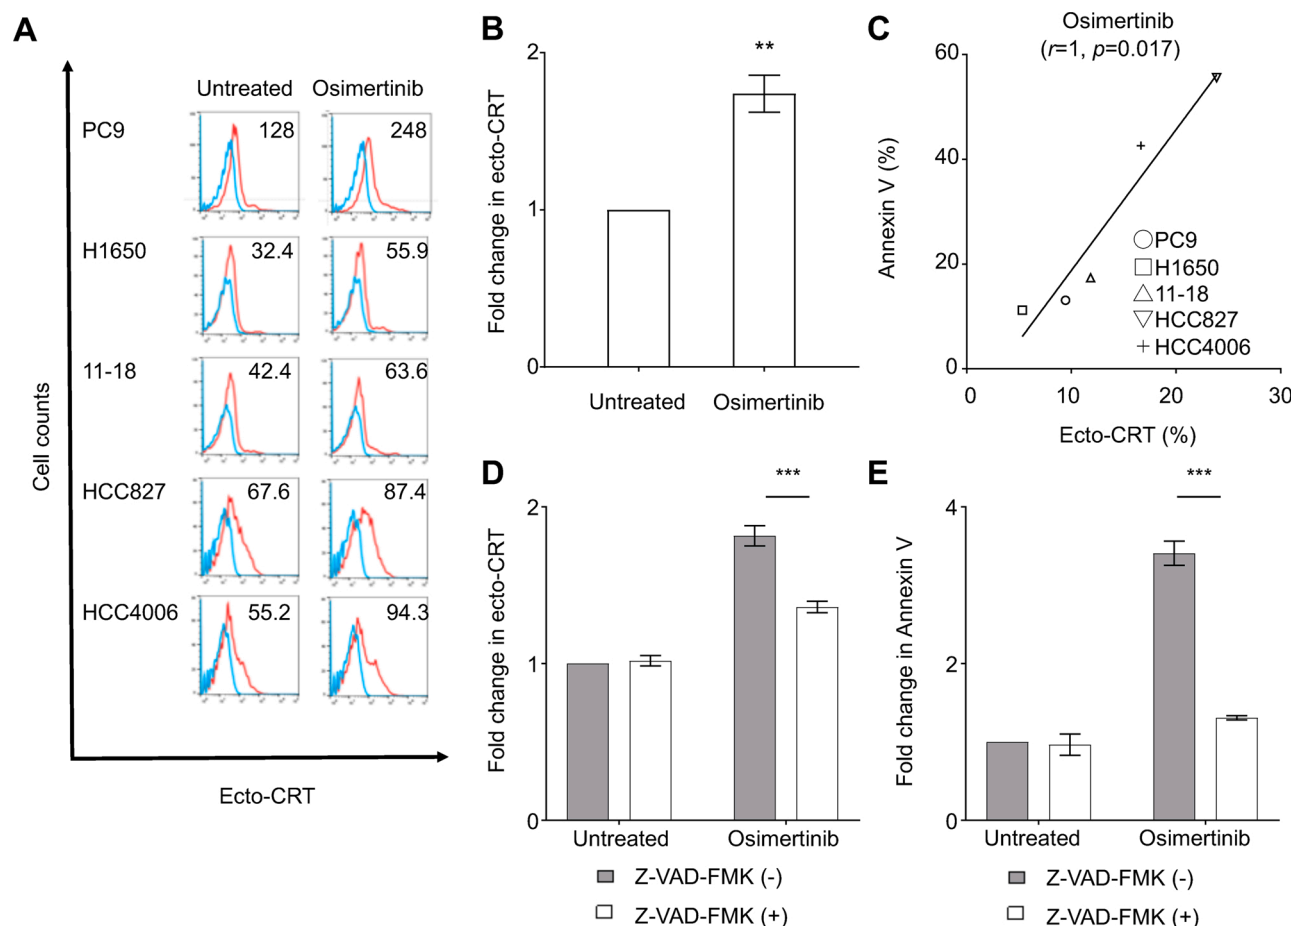 A
Untreated Osimertinib
PC9
128
248
H1650
32.4
55.9
11-18
42.4
63.6
HCC827
67.6
87.4
HCC4006
55.2
94.3
Cell counts
Ecto-CRT
B
Fold change in ecto-CRT
2
1
0
**
Untreated Osimertinib
C
Osimertinib
(r=1, p=0.017)
Annexin V (%)
60
40
20
0
PC9
H1650
11-18
HCC827
HCC4006
0 10 20 30
Ecto-CRT (%)
D
Fold change in ecto-CRT
2
1
0
***
Untreated Osimertinib
Z-VAD-FMK (-)
Z-VAD-FMK (+)
E
Fold change in Annexin V
4
2
0
***
Untreated Osimertinib
Z-VAD-FMK (-)
Z-VAD-FMK (+)